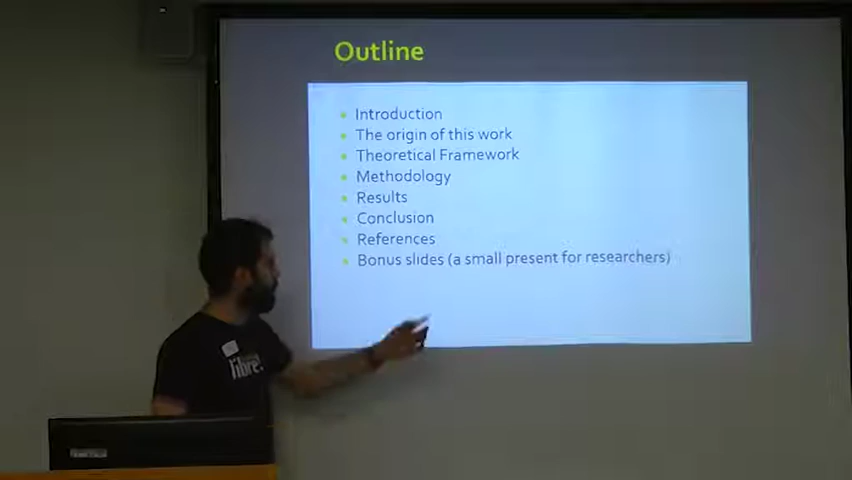 Outline
Introduction
The origin of this work
Theoretical Framework
Methodology
Results
Conclusion
References
Bonus slides (a small present for researchers)
libre!